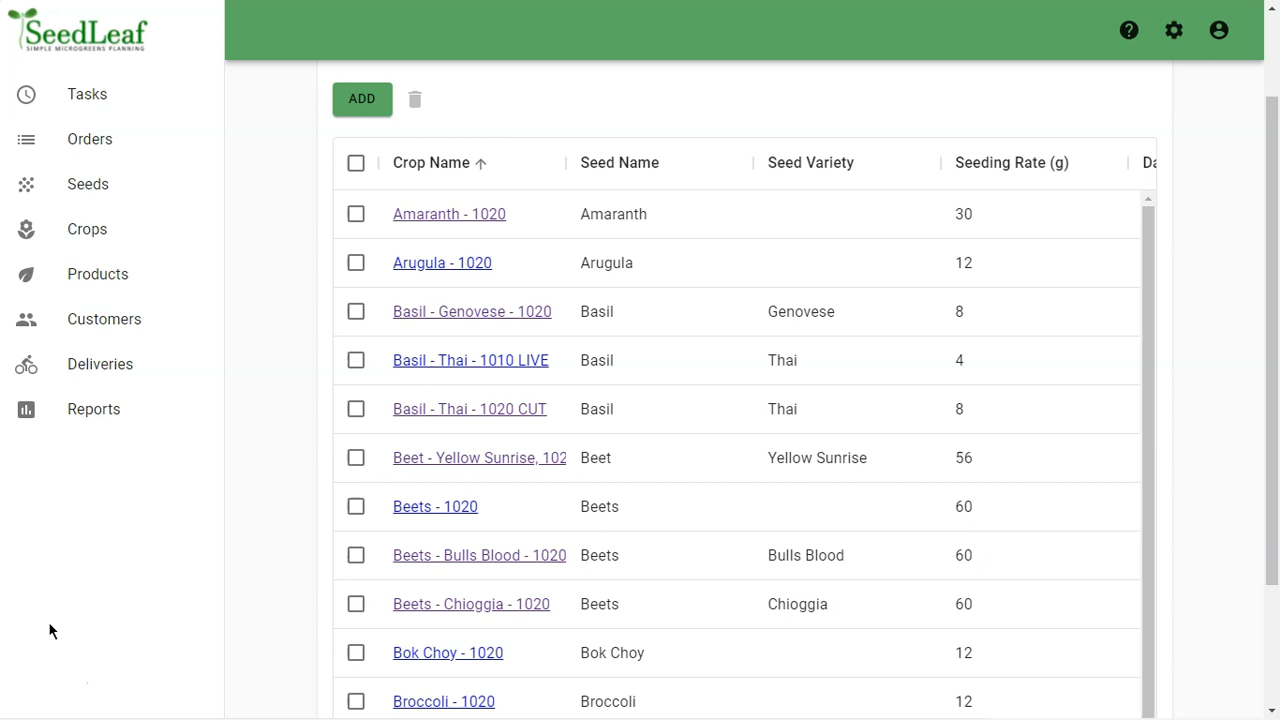 SeedLeaf
SIMPLE MICROGREENS PLANNING
Tasks
Orders
Seeds
Crops
Products
Customers
Deliveries
Reports
ADD
Crop Name Seed Name Seed Variety Seeding Rate (g) Da
Amaranth - 1020 Amaranth 30
Arugula - 1020 Arugula 12
Basil - Genovese - 1020 Basil Genovese 8
Basil - Thai - 1010 LIVE Basil Thai 4
Basil - Thai - 1020 CUT Basil Thai 8
Beet - Yellow Sunrise, 102 Beet Yellow Sunrise 56
Beets - 1020 Beets 60
Beets - Bulls Blood - 1020 Beets Bulls Blood 60
Beets - Chioggia - 1020 Beets Chioggia 60
Bok Choy - 1020 Bok Choy 12
Broccoli - 1020 Broccoli 12